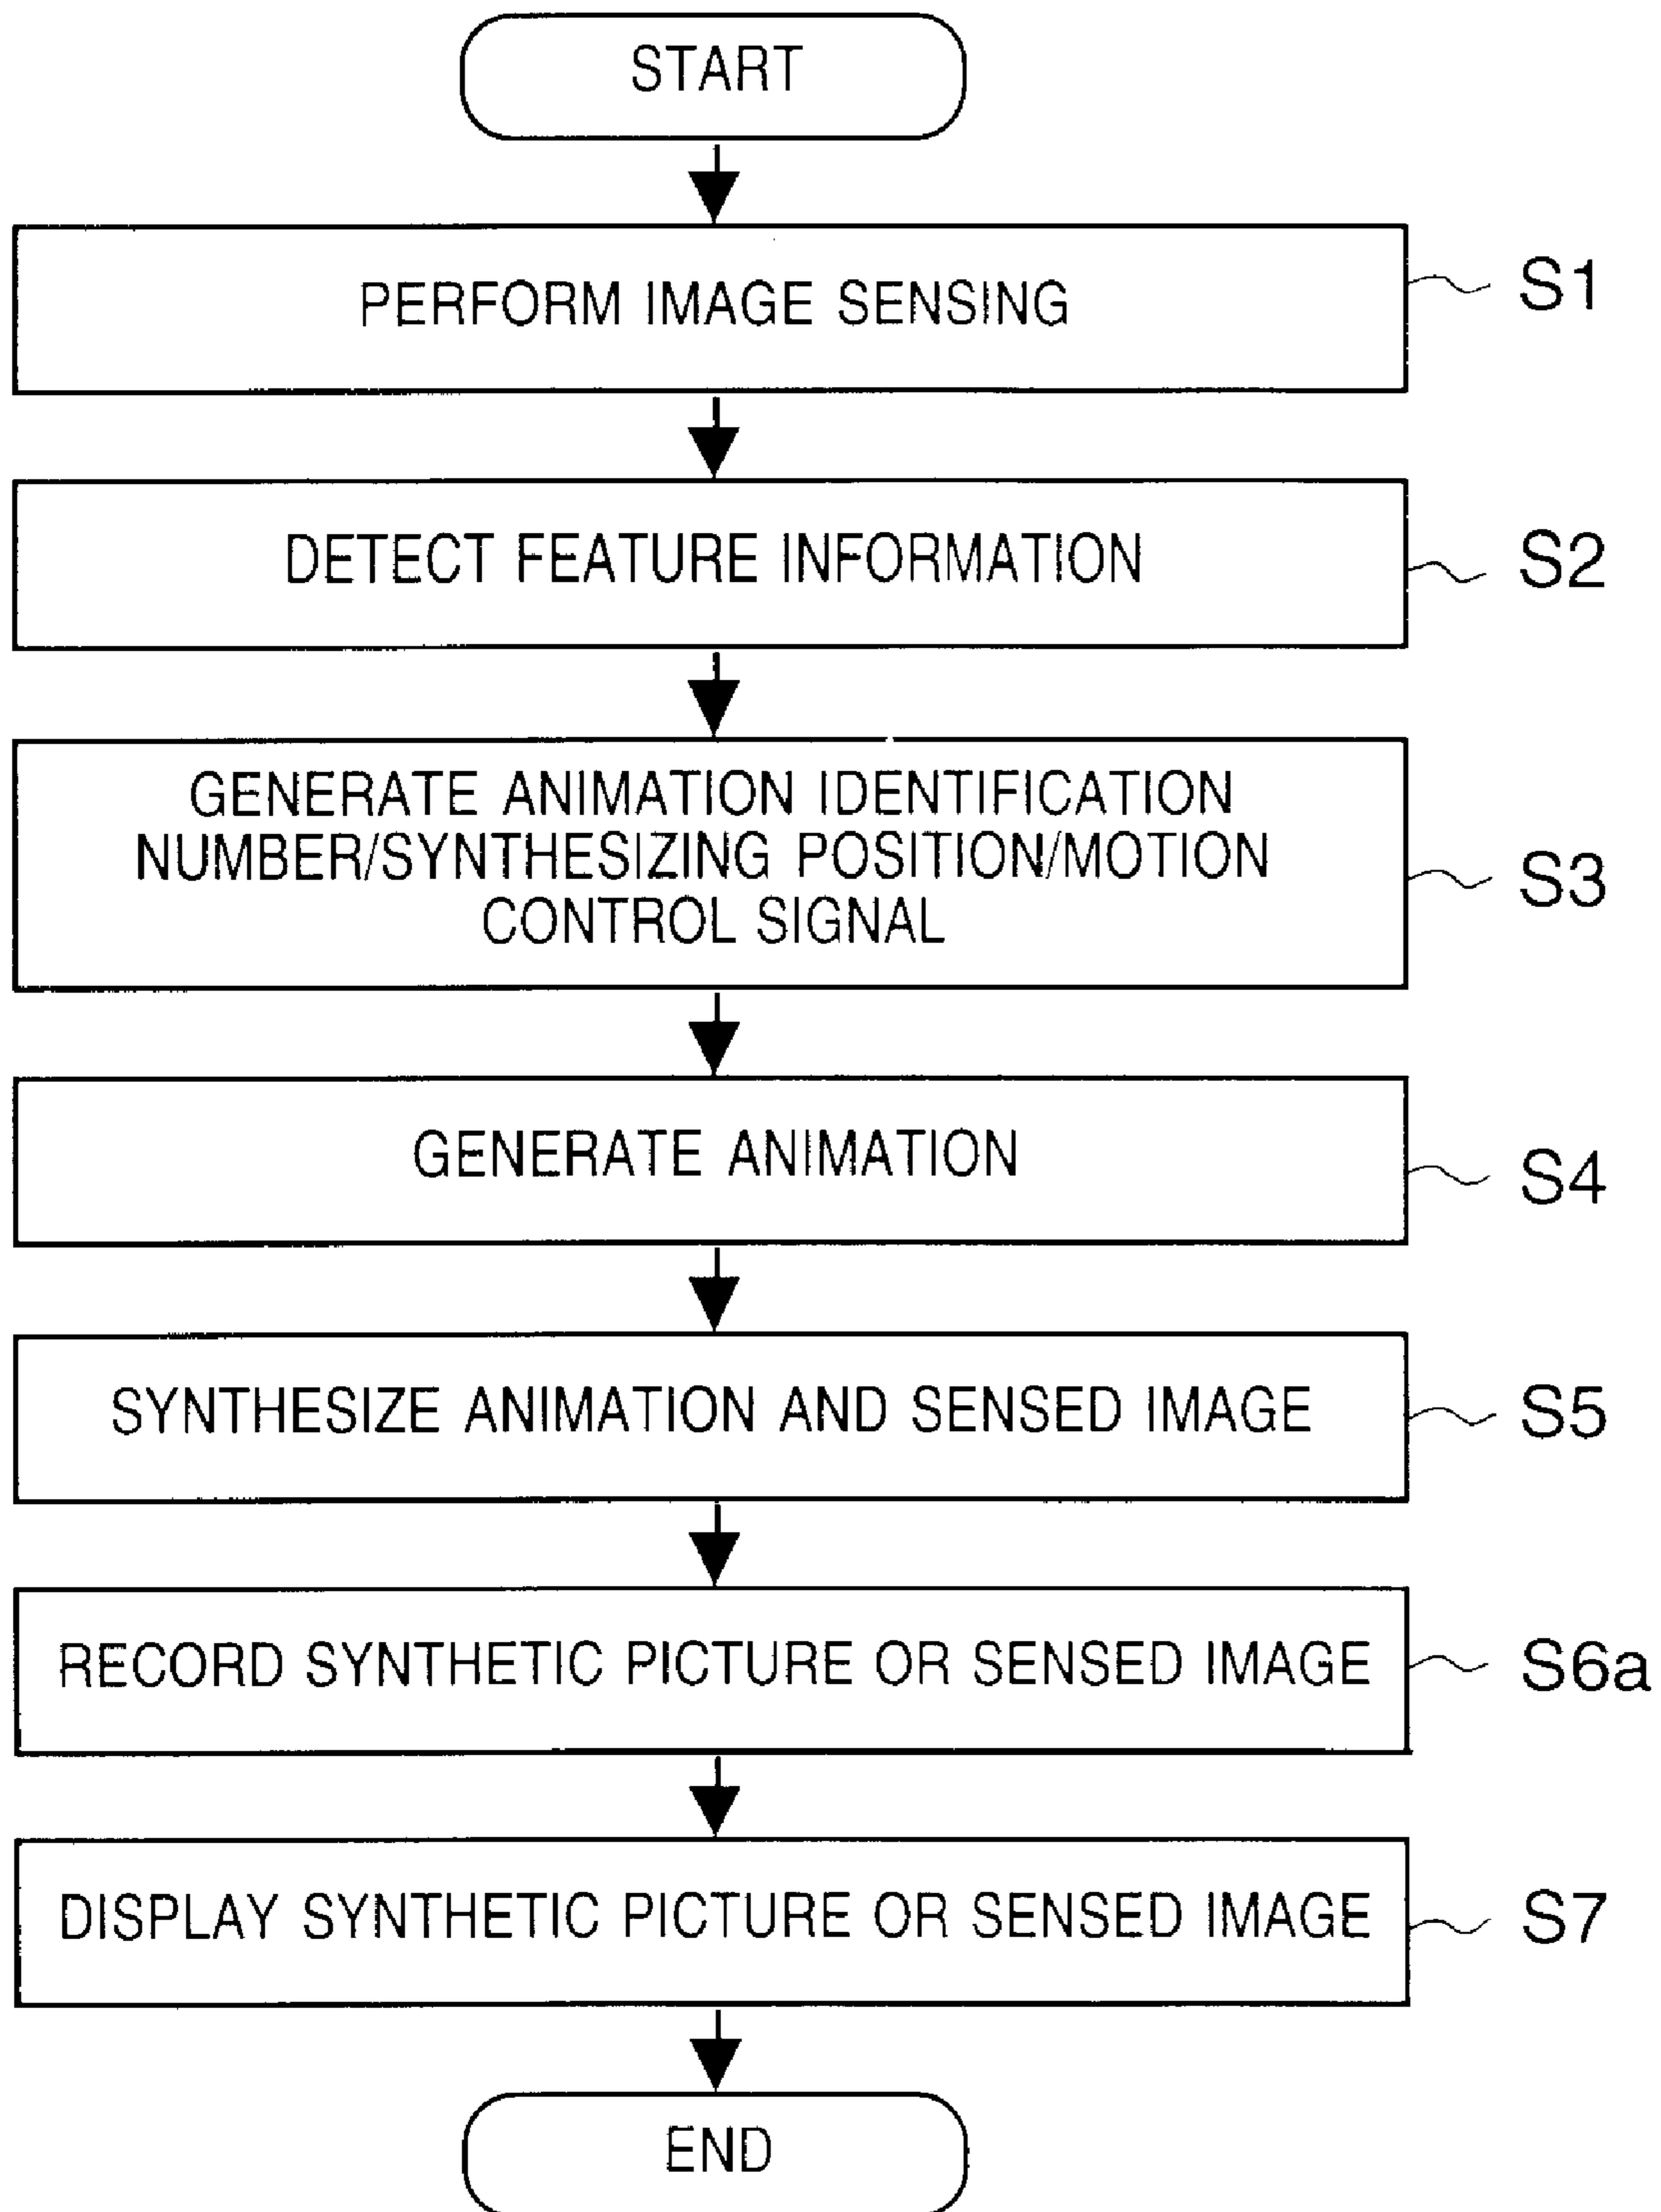 START
PERFORM IMAGE SENSING
S1
DETECT FEATURE INFORMATION
S2
GENERATE ANIMATION IDENTIFICATION
NUMBER/SYNTHESIZING POSITION/MOTION
CONTROL SIGNAL
S3
GENERATE ANIMATION
S4
SYNTHESIZE ANIMATION AND SENSED IMAGE
S5
RECORD SYNTHETIC PICTURE OR SENSED IMAGE
S6a
DISPLAY SYNTHETIC PICTURE OR SENSED IMAGE
S7
END